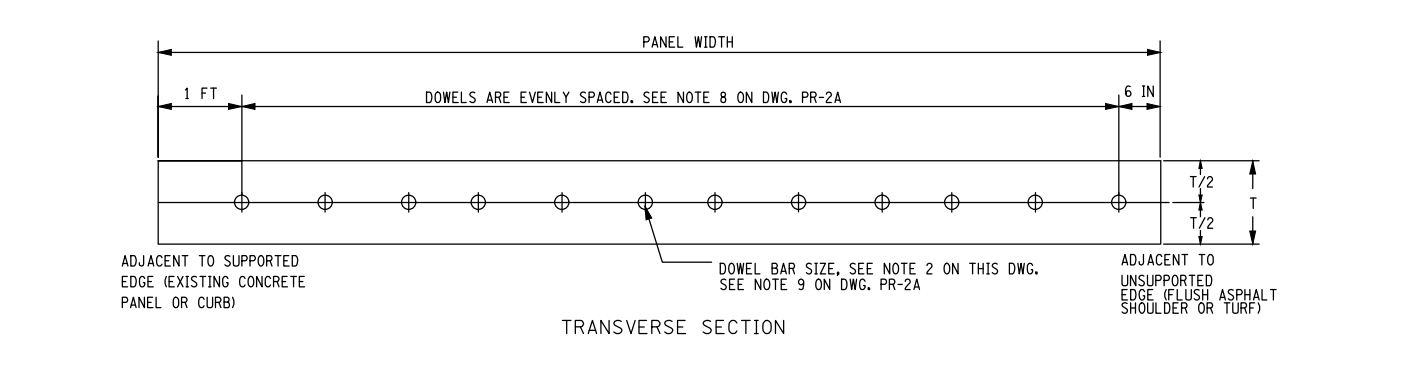 PANEL WIDTH
1 FT
DOWELS ARE EVENLY SPACED. SEE NOTE 8 ON DWG. PR-2A
6 IN
T/2
T
T/2
ADJACENT TO SUPPORTED
EDGE (EXISTING CONCRETE
PANEL OR CURB)
DOWEL BAR SIZE, SEE NOTE 2 ON THIS DWG.
SEE NOTE 9 ON DWG. PR-2A
ADJACENT TO
UNSUPPORTED
EDGE (FLUSH ASPHALT
SHOULDER OR TURF)
TRANSVERSE SECTION